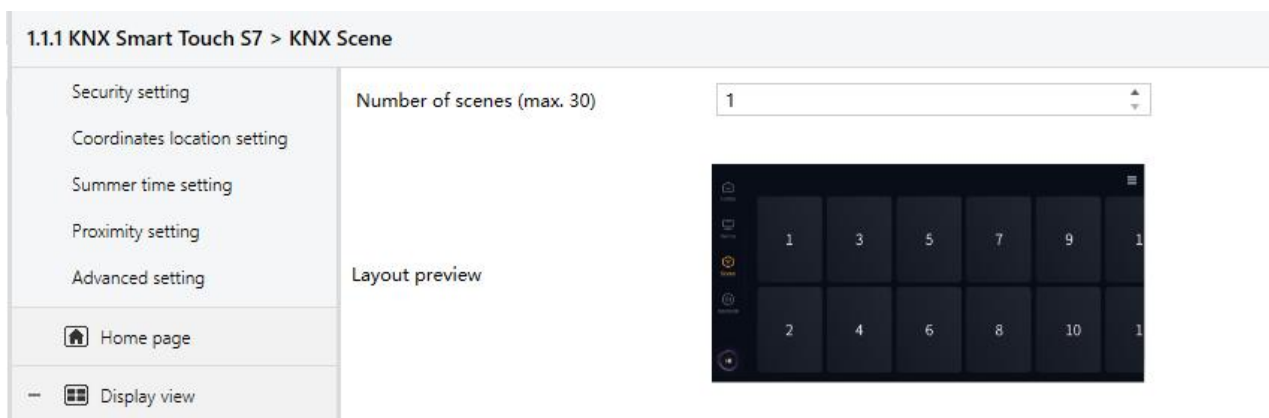 1.1.1 KNX Smart Touch S7 > KNX Scene
Security setting
Coordinates location setting
Summer time setting
Proximity setting
Advanced setting
Home page
Display view
Number of scenes (max. 30)
1
Layout preview
1 3 5 7 9 1
2 4 6 8 10 1